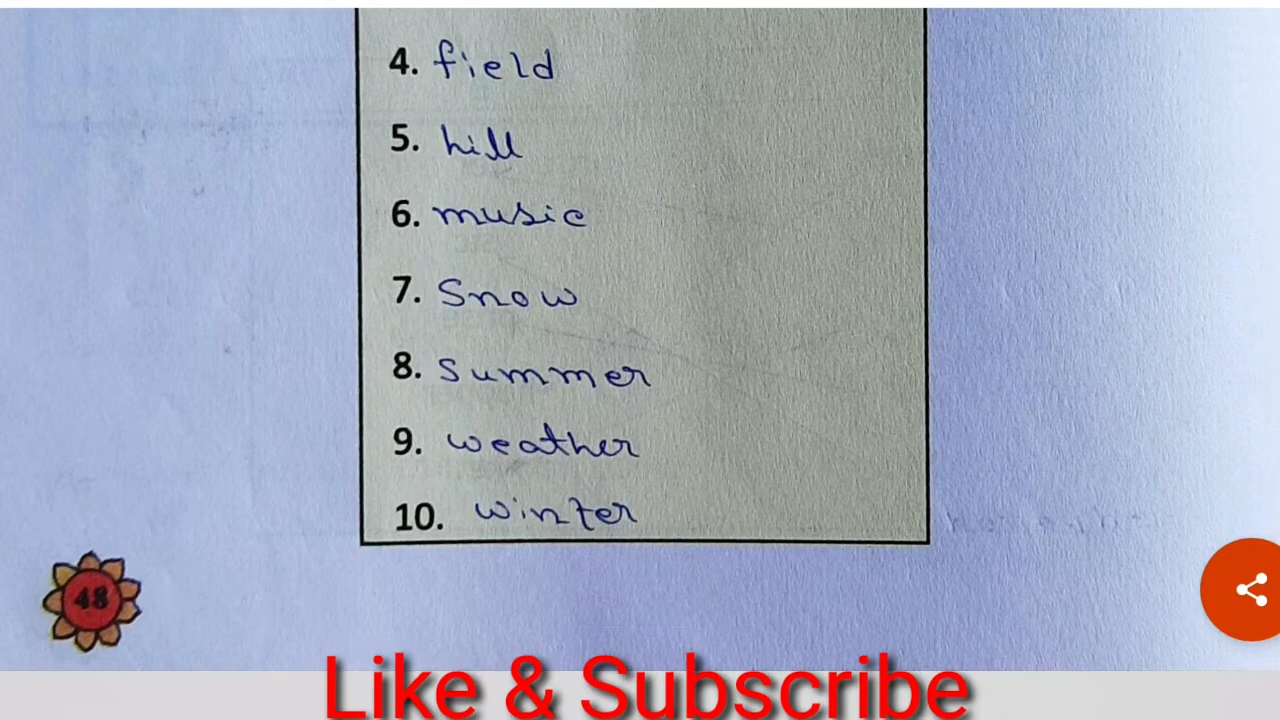 4. field
5. hill
6. music
7. Snow
8. Summer
9. weather
10. winter
48
Like & Subscribe